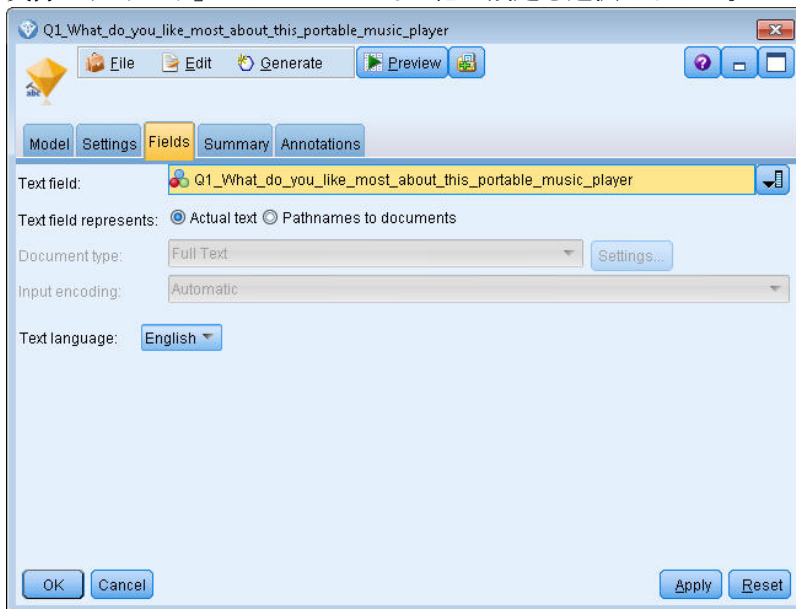 Q1_What_do_you_like_most_about_this_portable_music_player
File Edit Generate Preview
abc
Model Settings Fields Summary Annotations
Text field: Q1_What_do_you_like_most_about_this_portable_music_player
Text field represents: Actual text Pathnames to documents
Document type: Full Text Settings...
Input encoding: Automatic
Text language: English
OK Cancel Apply Reset